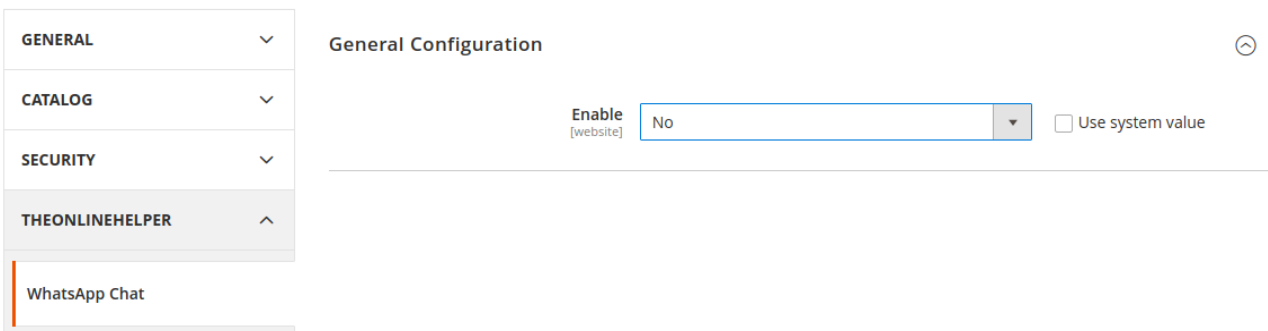 GENERAL
CATALOG
SECURITY
THEONLINEHELPER
WhatsApp Chat
General Configuration
Enable
[website]
No
Use system value